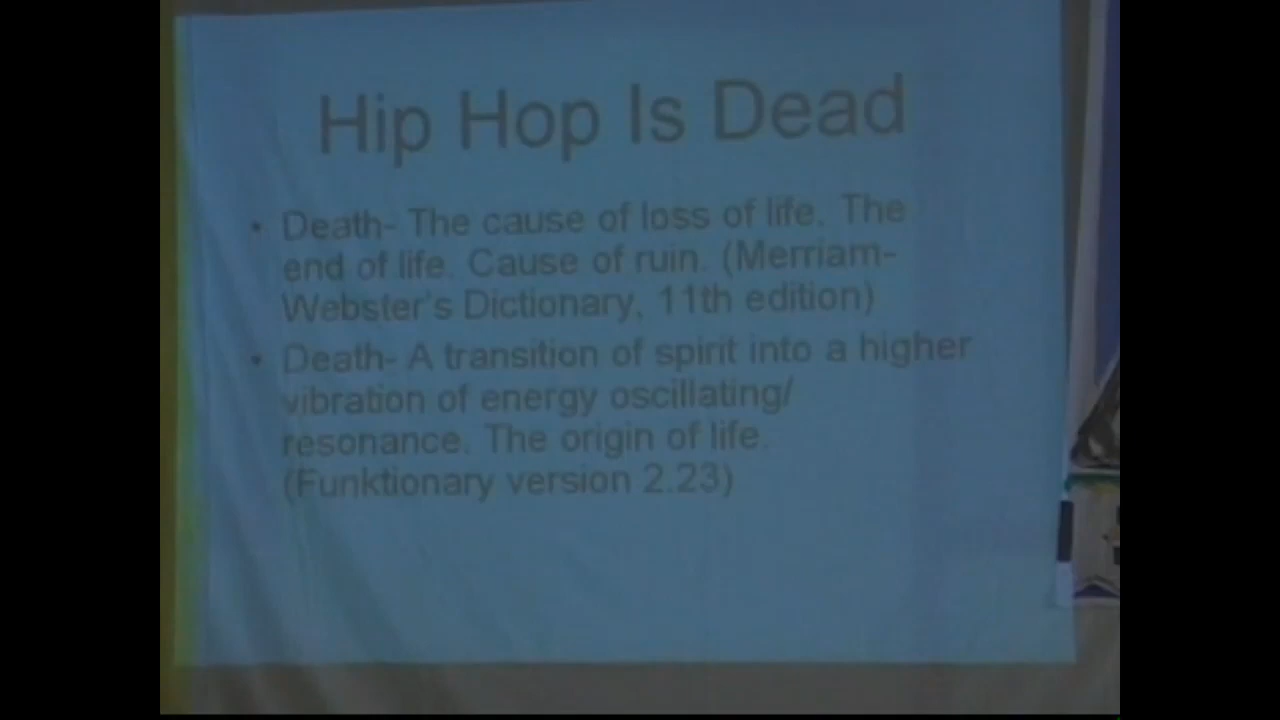 Hip Hop Is Dead
• Death- The cause of loss of life. The
end of life. Cause of ruin. (Merriam-
Webster's Dictionary, 11th edition)
• Death- A transition of spirit into a higher
vibration of energy oscillating/
resonance. The origin of life.
(Funktionary version 2.23)